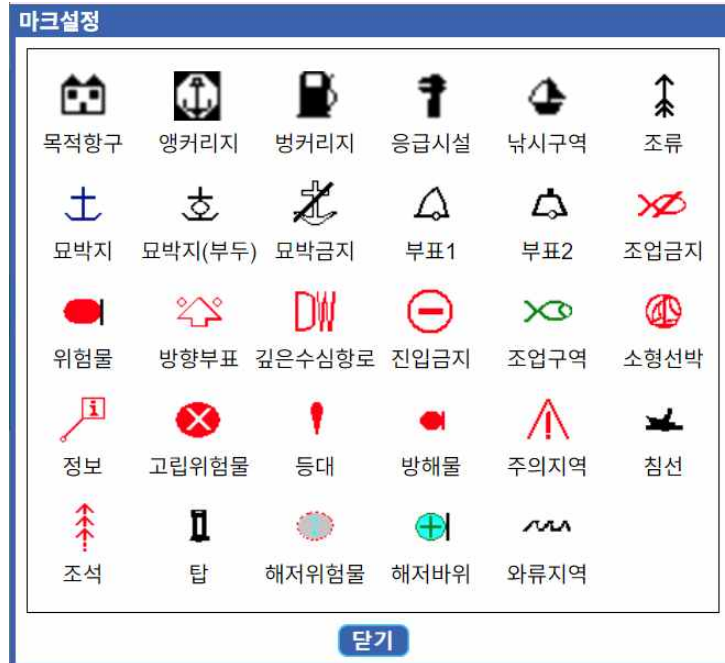 마크설정
목적항구 앵커리지 벙커리지 응급시설 낚시구역 조류
묘박지 묘박지(부두) 묘박금지 부표1 부표2 조업금지
위험물 방향부표 깊은수심항로 진입금지 조업구역 소형선박
정보 고립위험물 등대 방해물 주의지역 침선
조석 탑 해저위험물 해저바위 와류지역
닫기